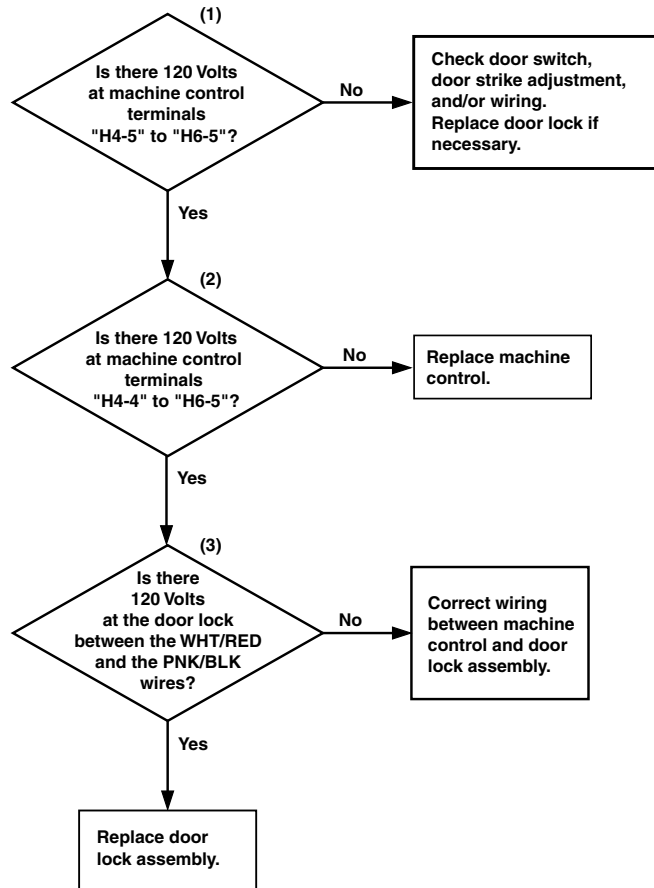 (1)
Is there 120 Volts
at machine control
terminals
"H4-5" to "H6-5"?
No
Check door switch,
door strike adjustment,
and/or wiring.
Replace door lock if
necessary.
Yes
(2)
Is there 120 Volts
at machine control
terminals
"H4-4" to "H6-5"?
No
Replace machine
control.
Yes
(3)
Is there
120 Volts
at the door lock
between the WHT/RED
and the PNK/BLK
wires?
No
Correct wiring
between machine
control and door
lock assembly.
Yes
Replace door
lock assembly.